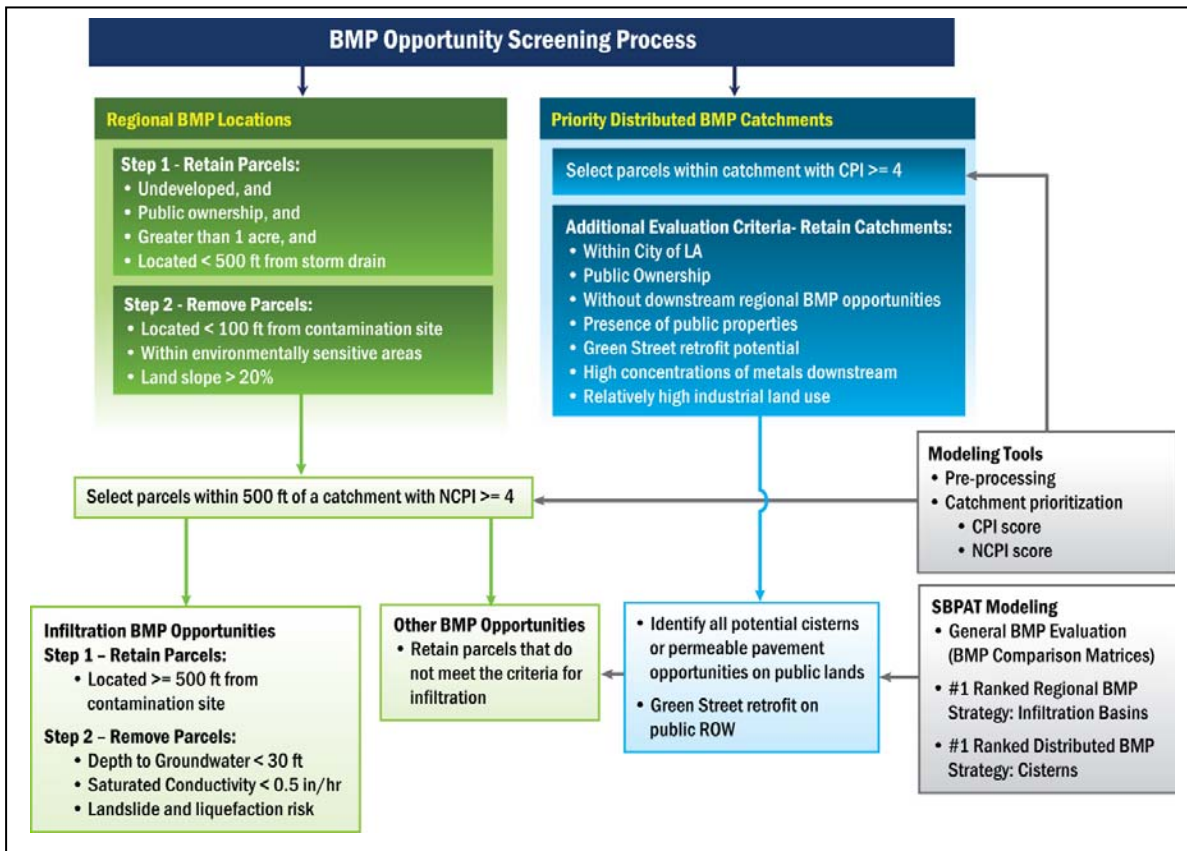 BMP Opportunity Screening Process
Regional BMP Locations
Step 1 - Retain Parcels:
• Undeveloped, and
• Public ownership, and
• Greater than 1 acre, and
• Located < 500 ft from storm drain
Step 2 - Remove Parcels:
• Located < 100 ft from contamination site
• Within environmentally sensitive areas
• Land slope > 20%
Priority Distributed BMP Catchments
Select parcels within catchment with CPI >= 4
Additional Evaluation Criteria- Retain Catchments:
• Within City of LA
• Public Ownership
• Without downstream regional BMP opportunities
• Presence of public properties
• Green Street retrofit potential
• High concentrations of metals downstream
• Relatively high industrial land use
Modeling Tools
• Pre-processing
• Catchment prioritization
• CPI score
• NCPI score
Select parcels within 500 ft of a catchment with NCPI >= 4
Infiltration BMP Opportunities
Step 1 – Retain Parcels:
• Located >= 500 ft from
contamination site
Step 2 – Remove Parcels:
• Depth to Groundwater < 30 ft
• Saturated Conductivity < 0.5 in/hr
• Landslide and liquefaction risk
Other BMP Opportunities
• Retain parcels that do
not meet the criteria for
infiltration
• Identify all potential cisterns
or permeable pavement
opportunities on public lands
• Green Street retrofit on
public ROW
SBPAT Modeling
• General BMP Evaluation
(BMP Comparison Matrices)
• #1 Ranked Regional BMP
Strategy: Infiltration Basins
• #1 Ranked Distributed BMP
Strategy: Cisterns